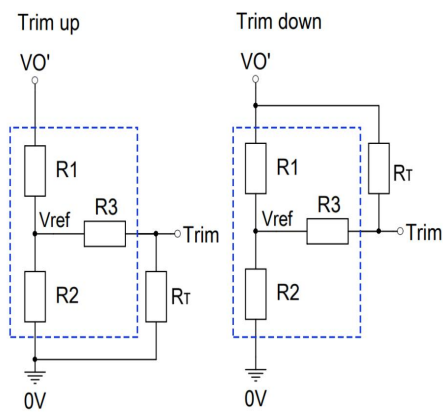 Trim up
VO'
R1
Vref
R3
Trim
R2
RT
0V
Trim down
VO'
R1
RT
Vref
R3
Trim
R2
0V